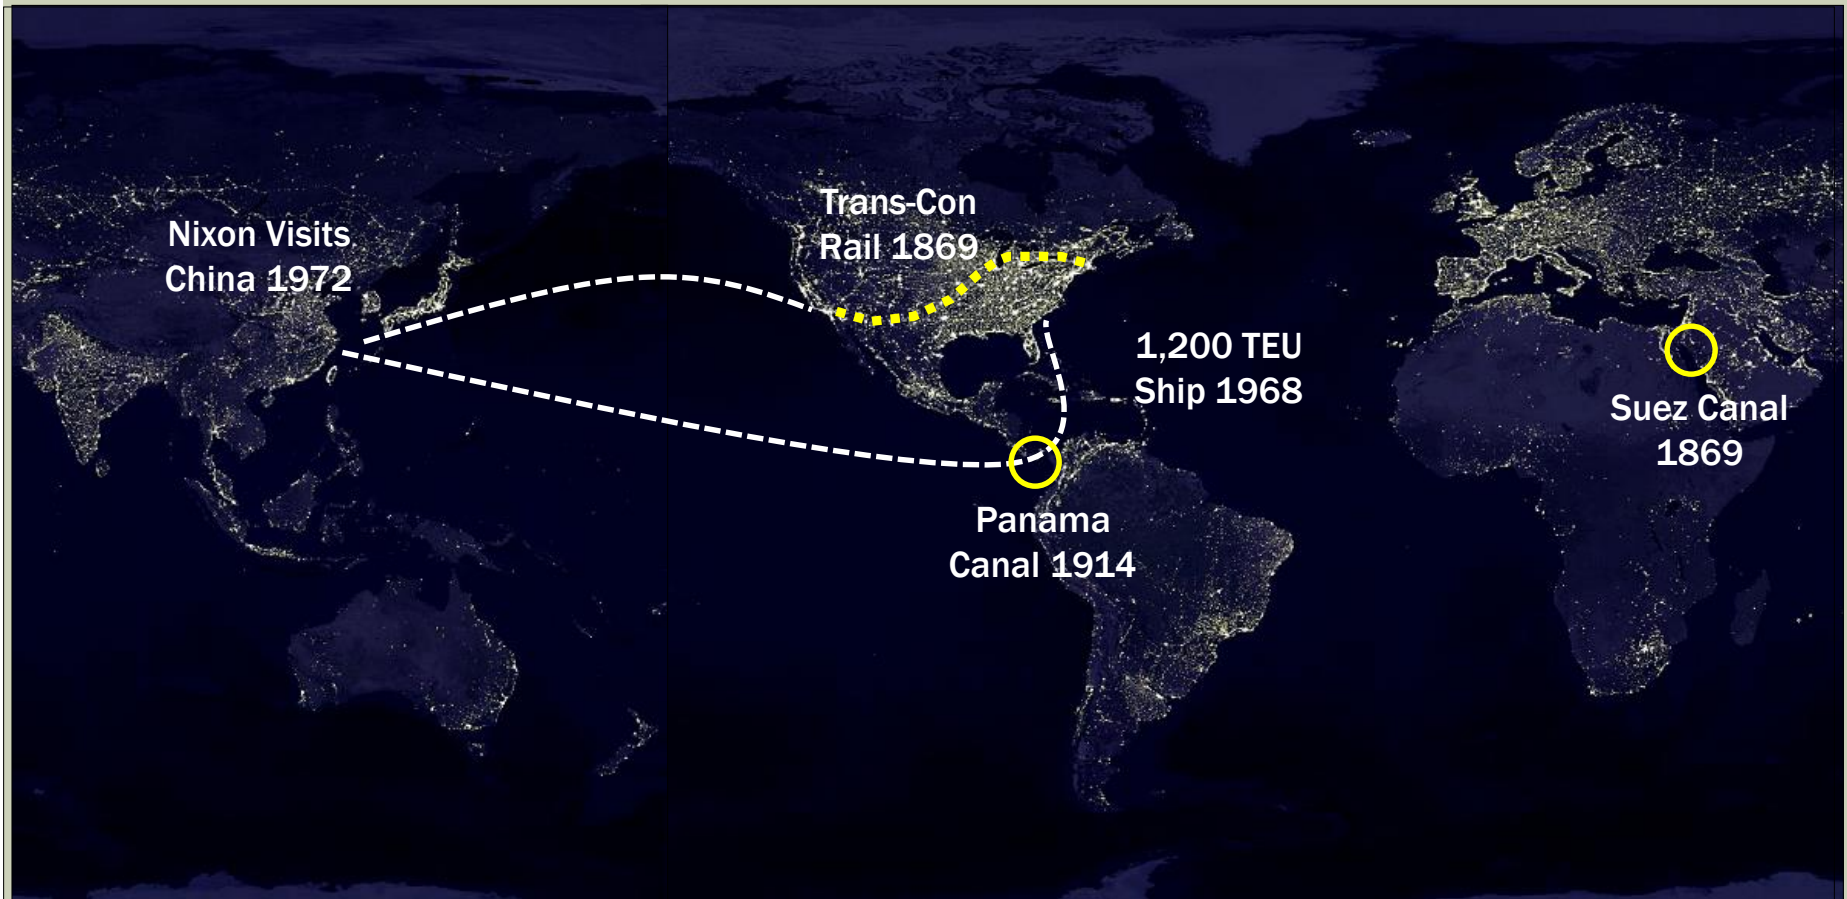 Nixon Visits
China 1972
Trans-Con
Rail 1869
1,200 TEU
Ship 1968
Suez Canal
1869
Panama
Canal 1914